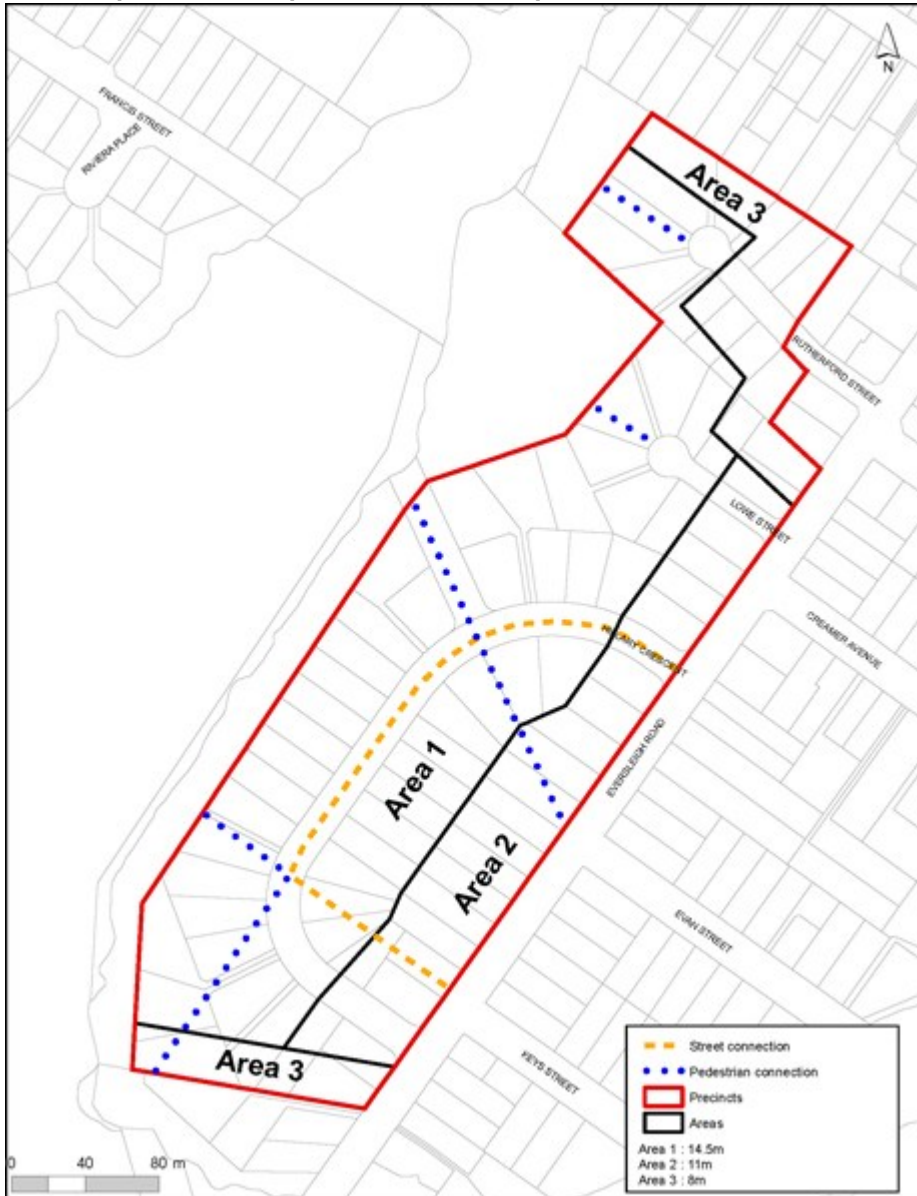 N
FRANCIS STREET
RIVIERA PLACE
Area 3
RUTHERFORD STREET
LOWE STREET
CREAMER AVENUE
CRESCENT
EVERSLEIGH ROAD
Area 1
Area 2
EVAN STREET
KEYS STREET
Area 3
Street connection
Pedestrian connection
Precincts
Areas
Area 1 : 14.5m
Area 2 : 11m
Area 3 : 8m
0 40 80 m